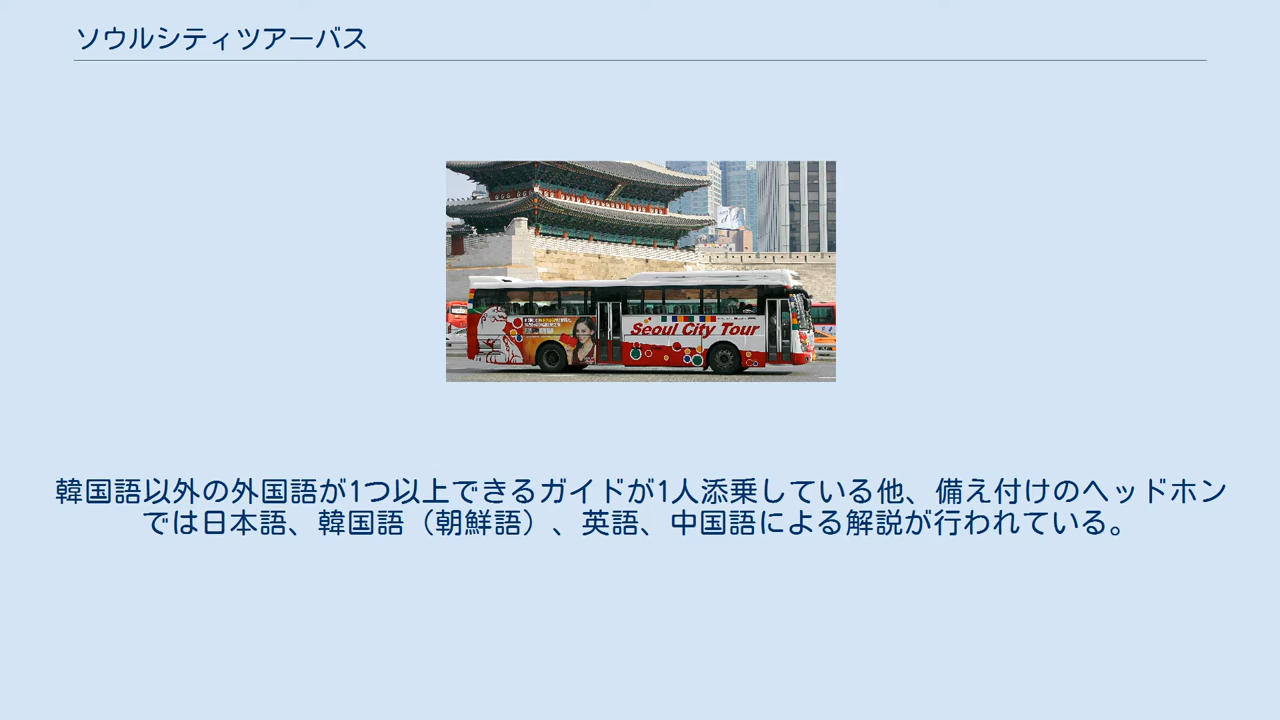 ソウルシティツアーバス
Seoul City Tour
韓国語以外の外国語が1つ以上できるガイドが1人添乗している他、備え付けのヘッドホン
では日本語、韓国語（朝鮮語）、英語、中国語による解説が行われている。